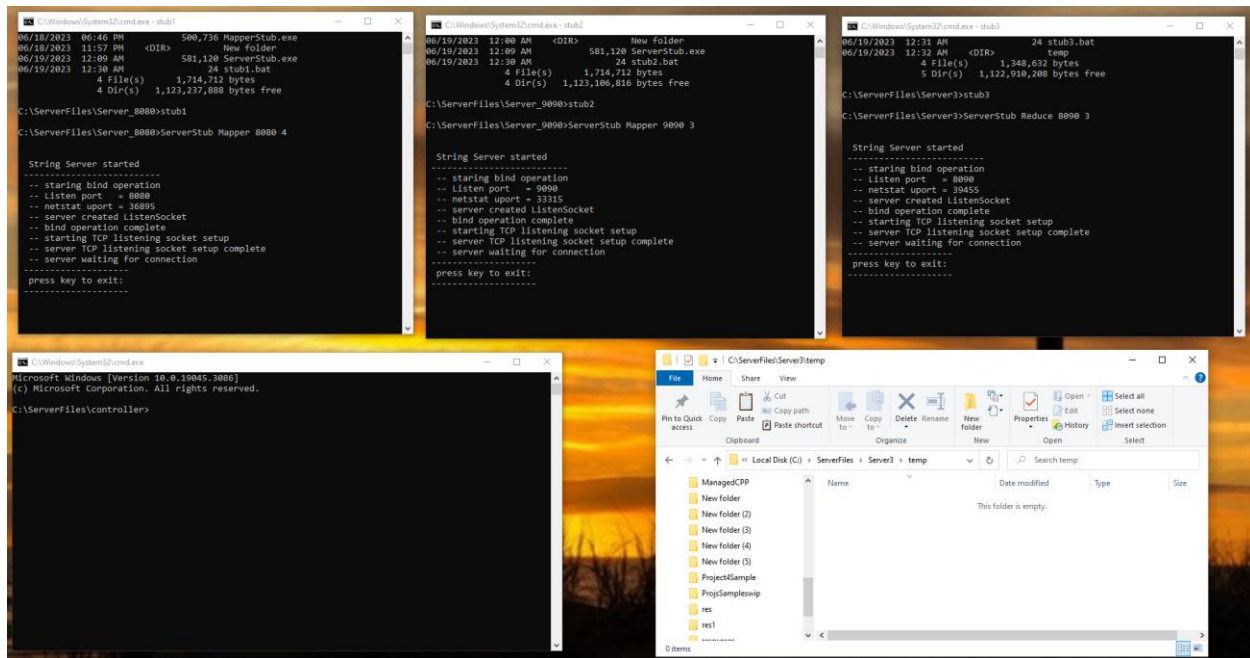 C:\Windows\System32\cmd.exe - stub1
06/18/2023 06:46 PM 500,736 MapperStub.exe
06/18/2023 11:57 PM <DIR> New folder
06/19/2023 12:09 AM 581,120 ServerStub.exe
06/19/2023 12:30 AM 24 stub1.bat
4 File(s) 1,714,712 bytes
4 Dir(s) 1,123,237,888 bytes free
C:\ServerFiles\Server_8080>stub1
C:\ServerFiles\Server_8080>ServerStub Mapper 8080 4
String Server started
--------------------------
-- staring bind operation
-- Listen port = 8080
-- netstat uport = 36895
-- server created ListenSocket
-- bind operation complete
-- starting TCP listening socket setup
-- server TCP listening socket setup complete
-- server waiting for connection
--------------------
press key to exit:
--------------------
C:\Windows\System32\cmd.exe - stub2
06/19/2023 12:00 AM <DIR> New folder
06/19/2023 12:09 AM 581,120 ServerStub.exe
06/19/2023 12:30 AM 24 stub2.bat
4 File(s) 1,714,712 bytes
4 Dir(s) 1,123,106,816 bytes free
C:\ServerFiles\Server_9090>stub2
C:\ServerFiles\Server_9090>ServerStub Mapper 9090 3
String Server started
--------------------------
-- staring bind operation
-- Listen port = 9090
-- netstat uport = 33315
-- server created ListenSocket
-- bind operation complete
-- starting TCP listening socket setup
-- server TCP listening socket setup complete
-- server waiting for connection
--------------------
press key to exit:
--------------------
C:\Windows\System32\cmd.exe - stub3
06/19/2023 12:31 AM 24 stub3.bat
06/19/2023 12:32 AM <DIR> temp
4 File(s) 1,348,632 bytes
5 Dir(s) 1,122,910,208 bytes free
C:\ServerFiles\Server3>stub3
C:\ServerFiles\Server3>ServerStub Reduce 8090 3
String Server started
--------------------------
-- staring bind operation
-- Listen port = 8090
-- netstat uport = 39455
-- server created ListenSocket
-- bind operation complete
-- starting TCP listening socket setup
-- server TCP listening socket setup complete
-- server waiting for connection
--------------------
press key to exit:
--------------------
C:\Windows\System32\cmd.exe
Microsoft Windows [Version 10.0.19045.3086]
(c) Microsoft Corporation. All rights reserved.
C:\ServerFiles\controller>
C:\ServerFiles\Server3\temp
File Home Share View
Pin to Quick access
Copy
Paste
Cut
Copy path
Paste shortcut
Move to
Copy to
Delete
Rename
New folder
Properties
Open
Edit
History
Select all
Select none
Invert selection
Clipboard Organize New Open Select
Local Disk (C:) ServerFiles Server3 temp
Search temp
Name Date modified Type Size
This folder is empty.
ManagedCPP
New folder
New folder (2)
New folder (3)
New folder (4)
New folder (5)
Project4Sample
ProjsSampleswip
res
res1
0 items